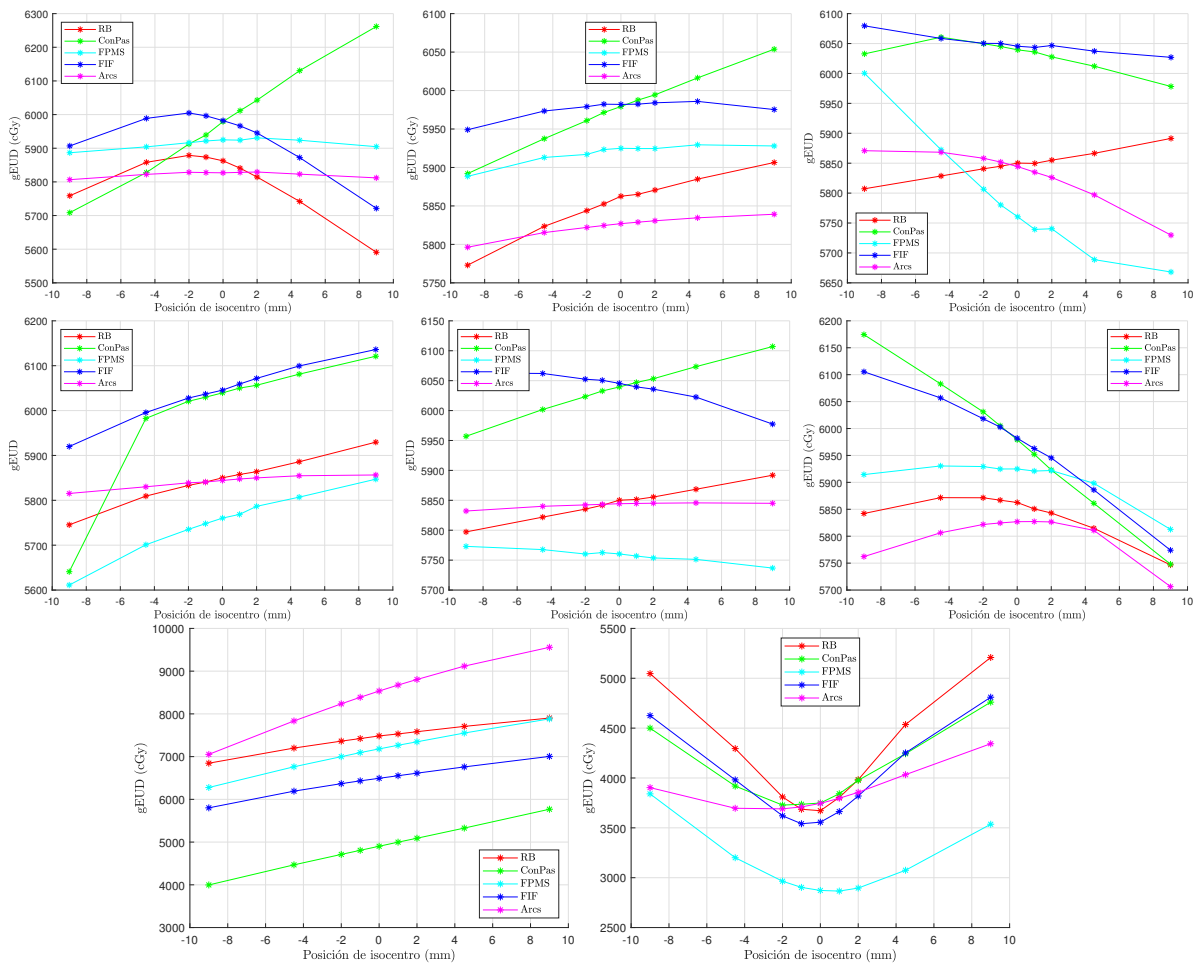 6300
6200
6100
6000
5900
5800
5700
5600
5500
gEUD (cGy)
RB
ConPas
FPMS
FIF
Arcs
-10 -8 -6 -4 -2 0 2 4 6 8 10
Posición de isocentro (mm)
6100
6050
6000
5950
5900
5850
5800
5750
gEUD (cGy)
RB
ConPas
FPMS
FIF
Arcs
-10 -8 -6 -4 -2 0 2 4 6 8 10
Posición de isocentro (mm)
6100
6050
6000
5950
5900
5850
5800
5750
5700
5650
gEUD
RB
ConPas
FPMS
FIF
Arcs
-10 -8 -6 -4 -2 0 2 4 6 8 10
Posición de isocentro (mm)
6200
6100
6000
5900
5800
5700
5600
gEUD
RB
ConPas
FPMS
FIF
Arcs
-10 -8 -6 -4 -2 0 2 4 6 8 10
Posición de isocentro (mm)
6150
6100
6050
6000
5950
5900
5850
5800
5750
5700
gEUD
RB
ConPas
FPMS
FIF
Arcs
-10 -8 -6 -4 -2 0 2 4 6 8 10
Posición de isocentro (mm)
6200
6150
6100
6050
6000
5950
5900
5850
5800
5750
5700
gEUD (cGy)
RB
ConPas
FPMS
FIF
Arcs
-10 -8 -6 -4 -2 0 2 4 6 8 10
Posición de isocentro (mm)
10000
9000
8000
7000
6000
5000
4000
3000
gEUD (cGy)
RB
ConPas
FPMS
FIF
Arcs
-10 -8 -6 -4 -2 0 2 4 6 8 10
Posición de isocentro (mm)
5500
5000
4500
4000
3500
3000
2500
gEUD (cGy)
RB
ConPas
FPMS
FIF
Arcs
-10 -8 -6 -4 -2 0 2 4 6 8 10
Posición de isocentro (mm)